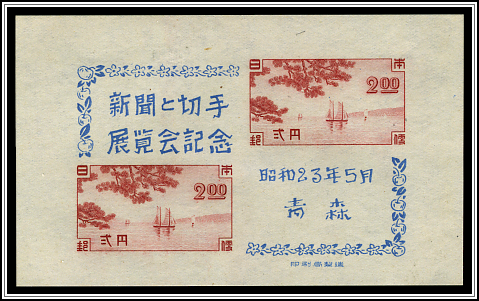 新聞と切手
展覧会記念
日本
2.00
弐円
郵便
昭和23年5月
青森
日本
2.00
弐円
郵便
印刷局製造